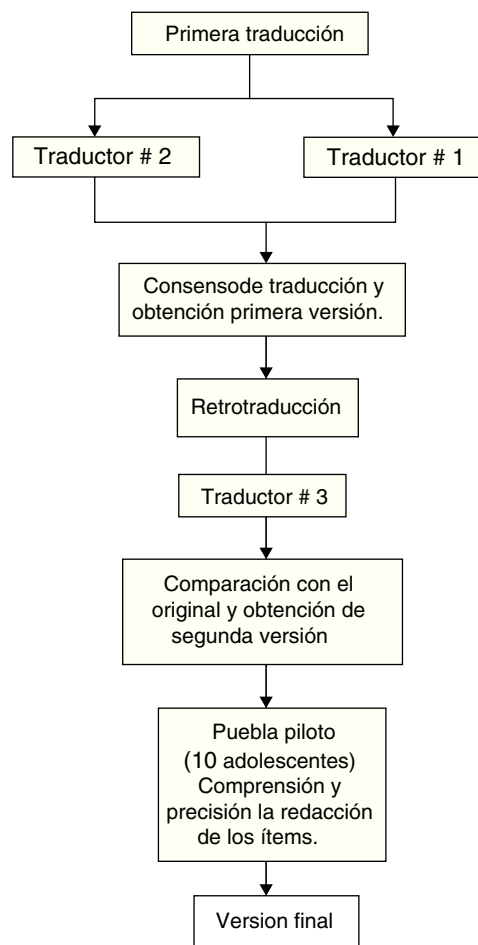 Primera traducción
Traductor # 2
Traductor # 1
Consensode traducción y
obtención primera versión.
Retrotraducción
Traductor # 3
Comparación con el
original y obtención de
segunda versión
Puebla piloto
(10 adolescentes)
Comprensión y
precisión la redacción
de los ítems.
Version final